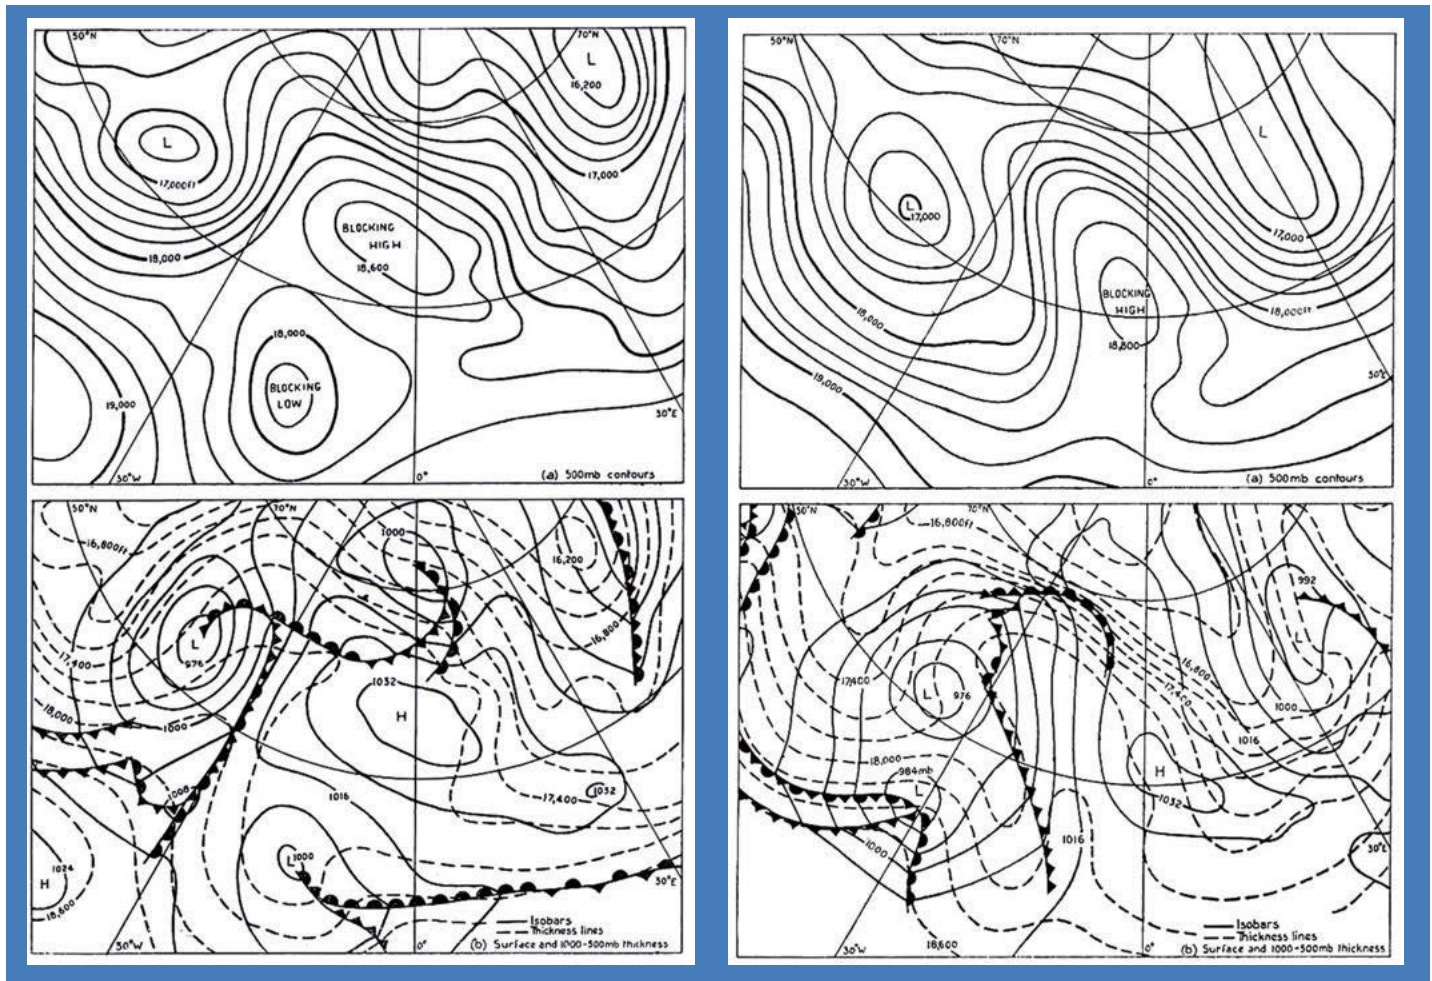 50°N
70°N
L
16,200
L
17,000ft
17,000
BLOCKING
HIGH
18,600
18,000
18,000
BLOCKING
LOW
19,000
30°E
30°W
0°
(a) 500mb contours
50°N
70°N
16,800ft
1000
16,200
L
976
16,800
17,400
1032
H
18,000
1000
1008
1016
17,400
1032
L
1000
1024
H
18,600
30°E
Isobars
Thickness lines
30°W
0°
(b) Surface and 1000-500mb thickness
50°N
70°N
L
L
17,000
17,000
BLOCKING
HIGH
18,000
18,000ft
18,800
19,000
30°E
30°W
0°
(a) 500mb contours
50°N
70°N
16,800ft
992
L
16,800
17,400
17,400
L
976
1000
1016
18,000
984mb
L
H
1032
1000
1016
30°E
Isobars
Thickness lines
30°W
18,600
0°
(b) Surface and 1000-500mb thickness